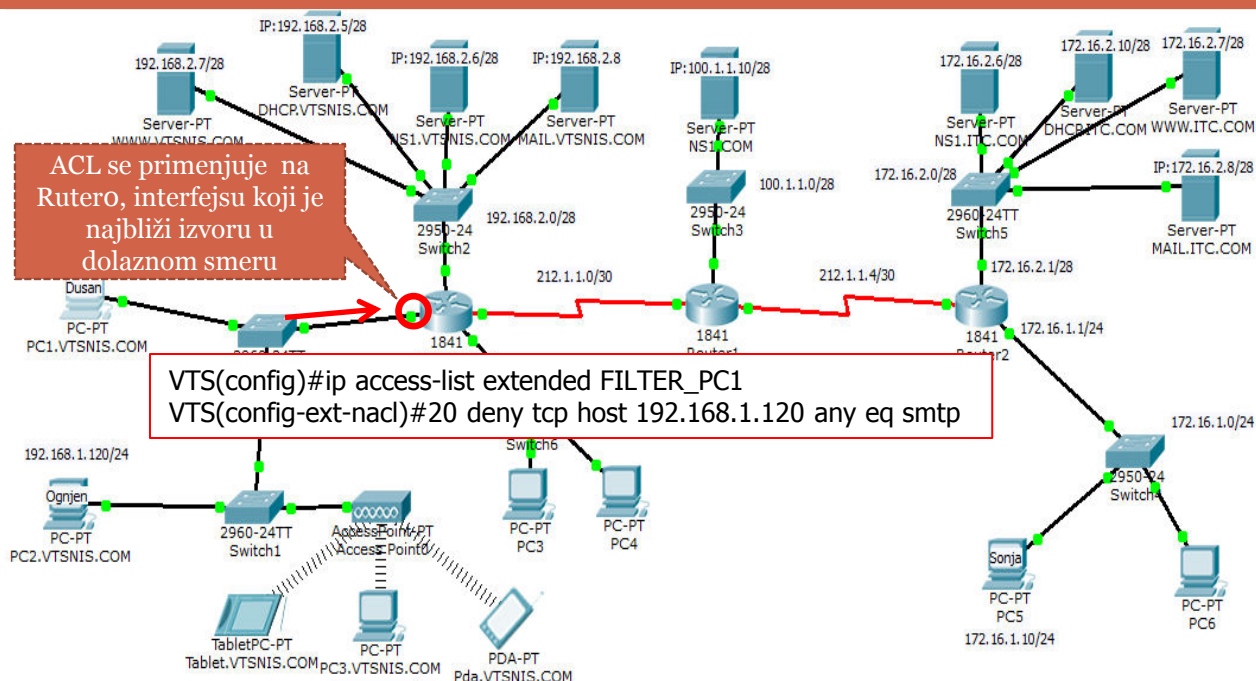 IP:192.168.2.5/28
192.168.2.7/28
IP:192.168.2.6/28
IP:192.168.2.8
IP:100.1.1.10/28
172.16.2.6/28
172.16.2.10/28
172.16.2.7/28
Server-PT
DHCP.VTSNIS.COM
Server-PT
WWW.VTSNIS.COM
Server-PT
NS1.VTSNIS.COM
Server-PT
MAIL.VTSNIS.COM
Server-PT
NS1.COM
Server-PT
NS1.ITC.COM
Server-PT
DHCP.ITC.COM
Server-PT
WWW.ITC.COM
ACL se primenjuje na
Ruter0, interfejsu koji je
najbliži izvoru u
dolaznom smeru
2950-24
Switch2
192.168.2.0/28
2950-24
Switch3
100.1.1.0/28
172.16.2.0/28
2960-24TT
Switch5
IP:172.16.2.8/28
Server-PT
MAIL.ITC.COM
172.16.2.1/28
212.1.1.0/30
212.1.1.4/30
Dusan
PC-PT
PC1.VTSNIS.COM
2960-24TT
1841
1841
Router1
1841
Router2
172.16.1.1/24
VTS(config)#ip access-list extended FILTER_PC1
VTS(config-ext-nacl)#20 deny tcp host 192.168.1.120 any eq smtp
Switch6
172.16.1.0/24
192.168.1.120/24
Ognjen
PC-PT
PC2.VTSNIS.COM
2960-24TT
Switch1
AccessPoint-PT
Access Point0
PC-PT
PC3
PC-PT
PC4
2950-24
Switch4
Sonja
PC-PT
PC5
172.16.1.10/24
PC-PT
PC6
TabletPC-PT
Tablet.VTSNIS.COM
PC-PT
PC3.VTSNIS.COM
PDA-PT
Pda.VTSNIS.COM